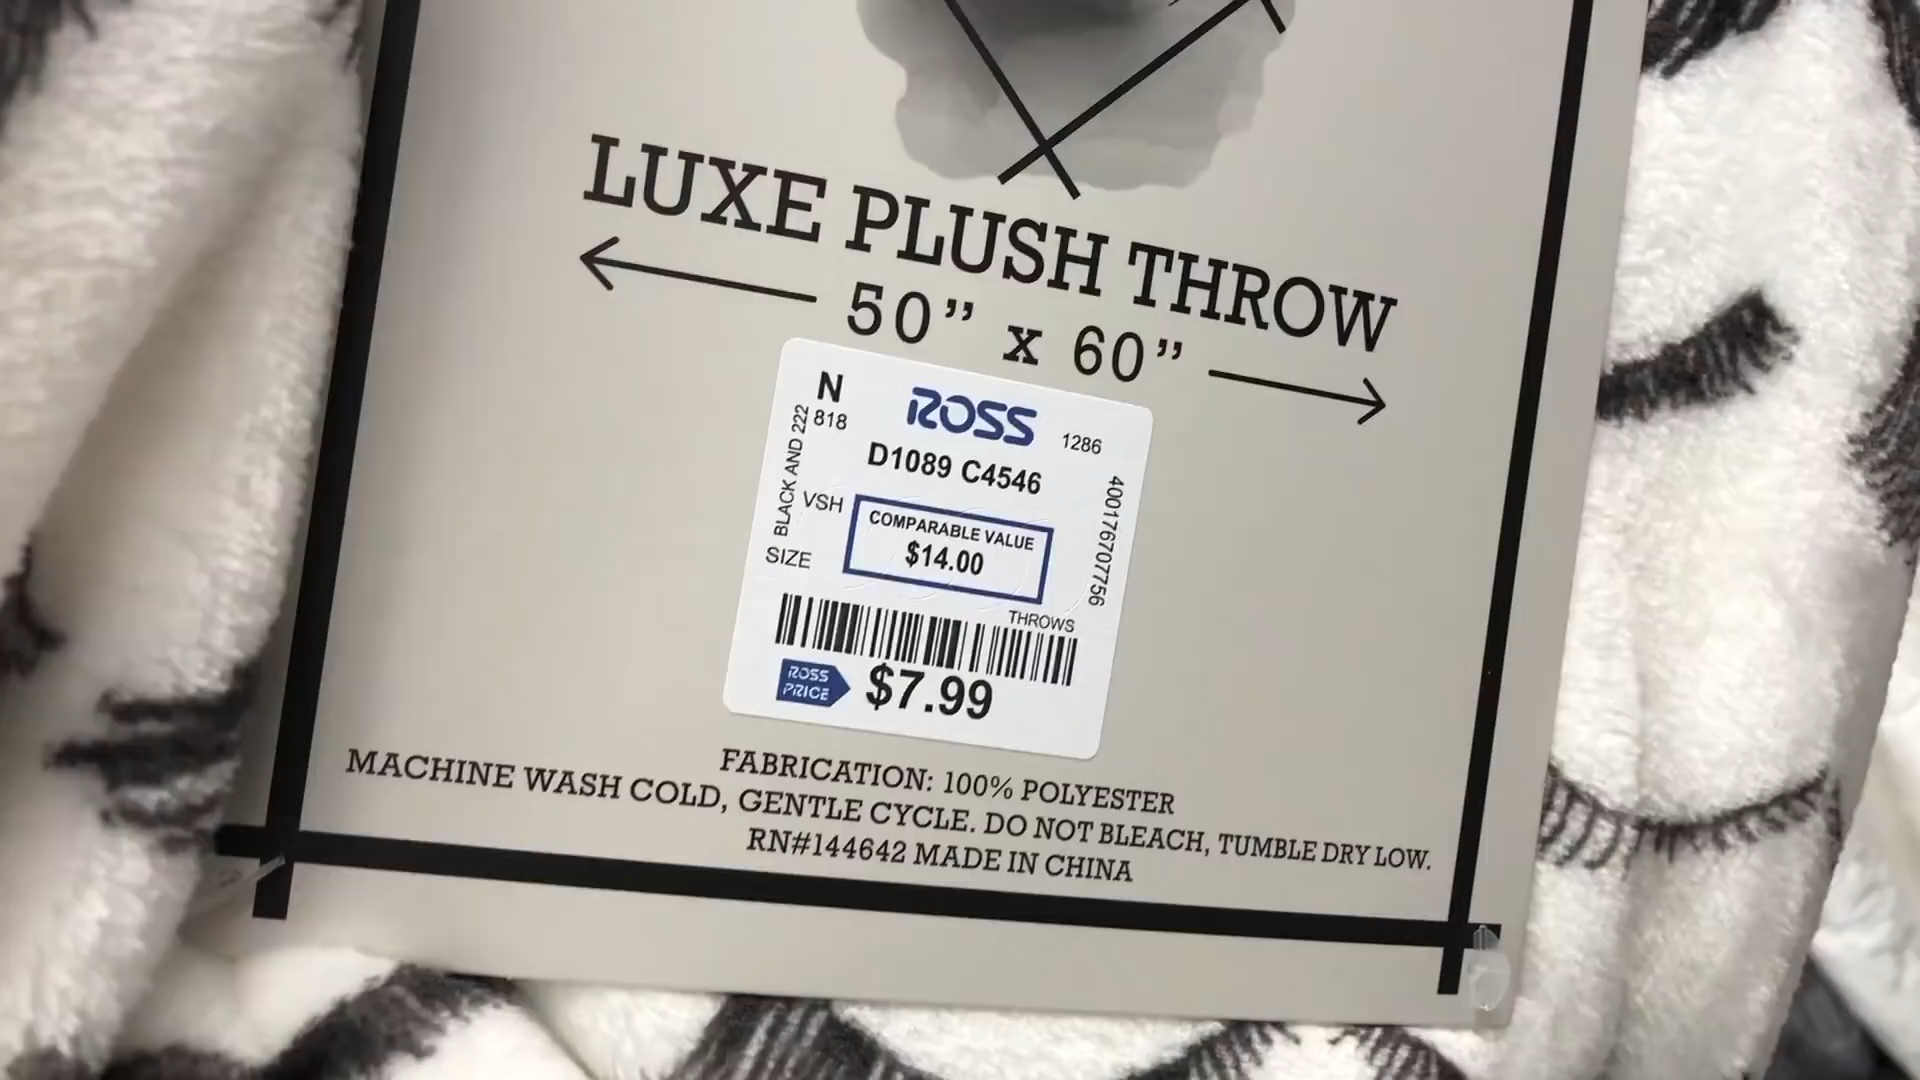 LUXE PLUSH THROW
50” x 60”
N
818
ROSS
1286
D1089 C4546
BLACK AND 222
VSH
SIZE
COMPARABLE VALUE
$14.00
400176707756
THROWS
ROSS
PRICE
$7.99
FABRICATION: 100% POLYESTER
MACHINE WASH COLD, GENTLE CYCLE. DO NOT BLEACH, TUMBLE DRY LOW.
RN#144642 MADE IN CHINA